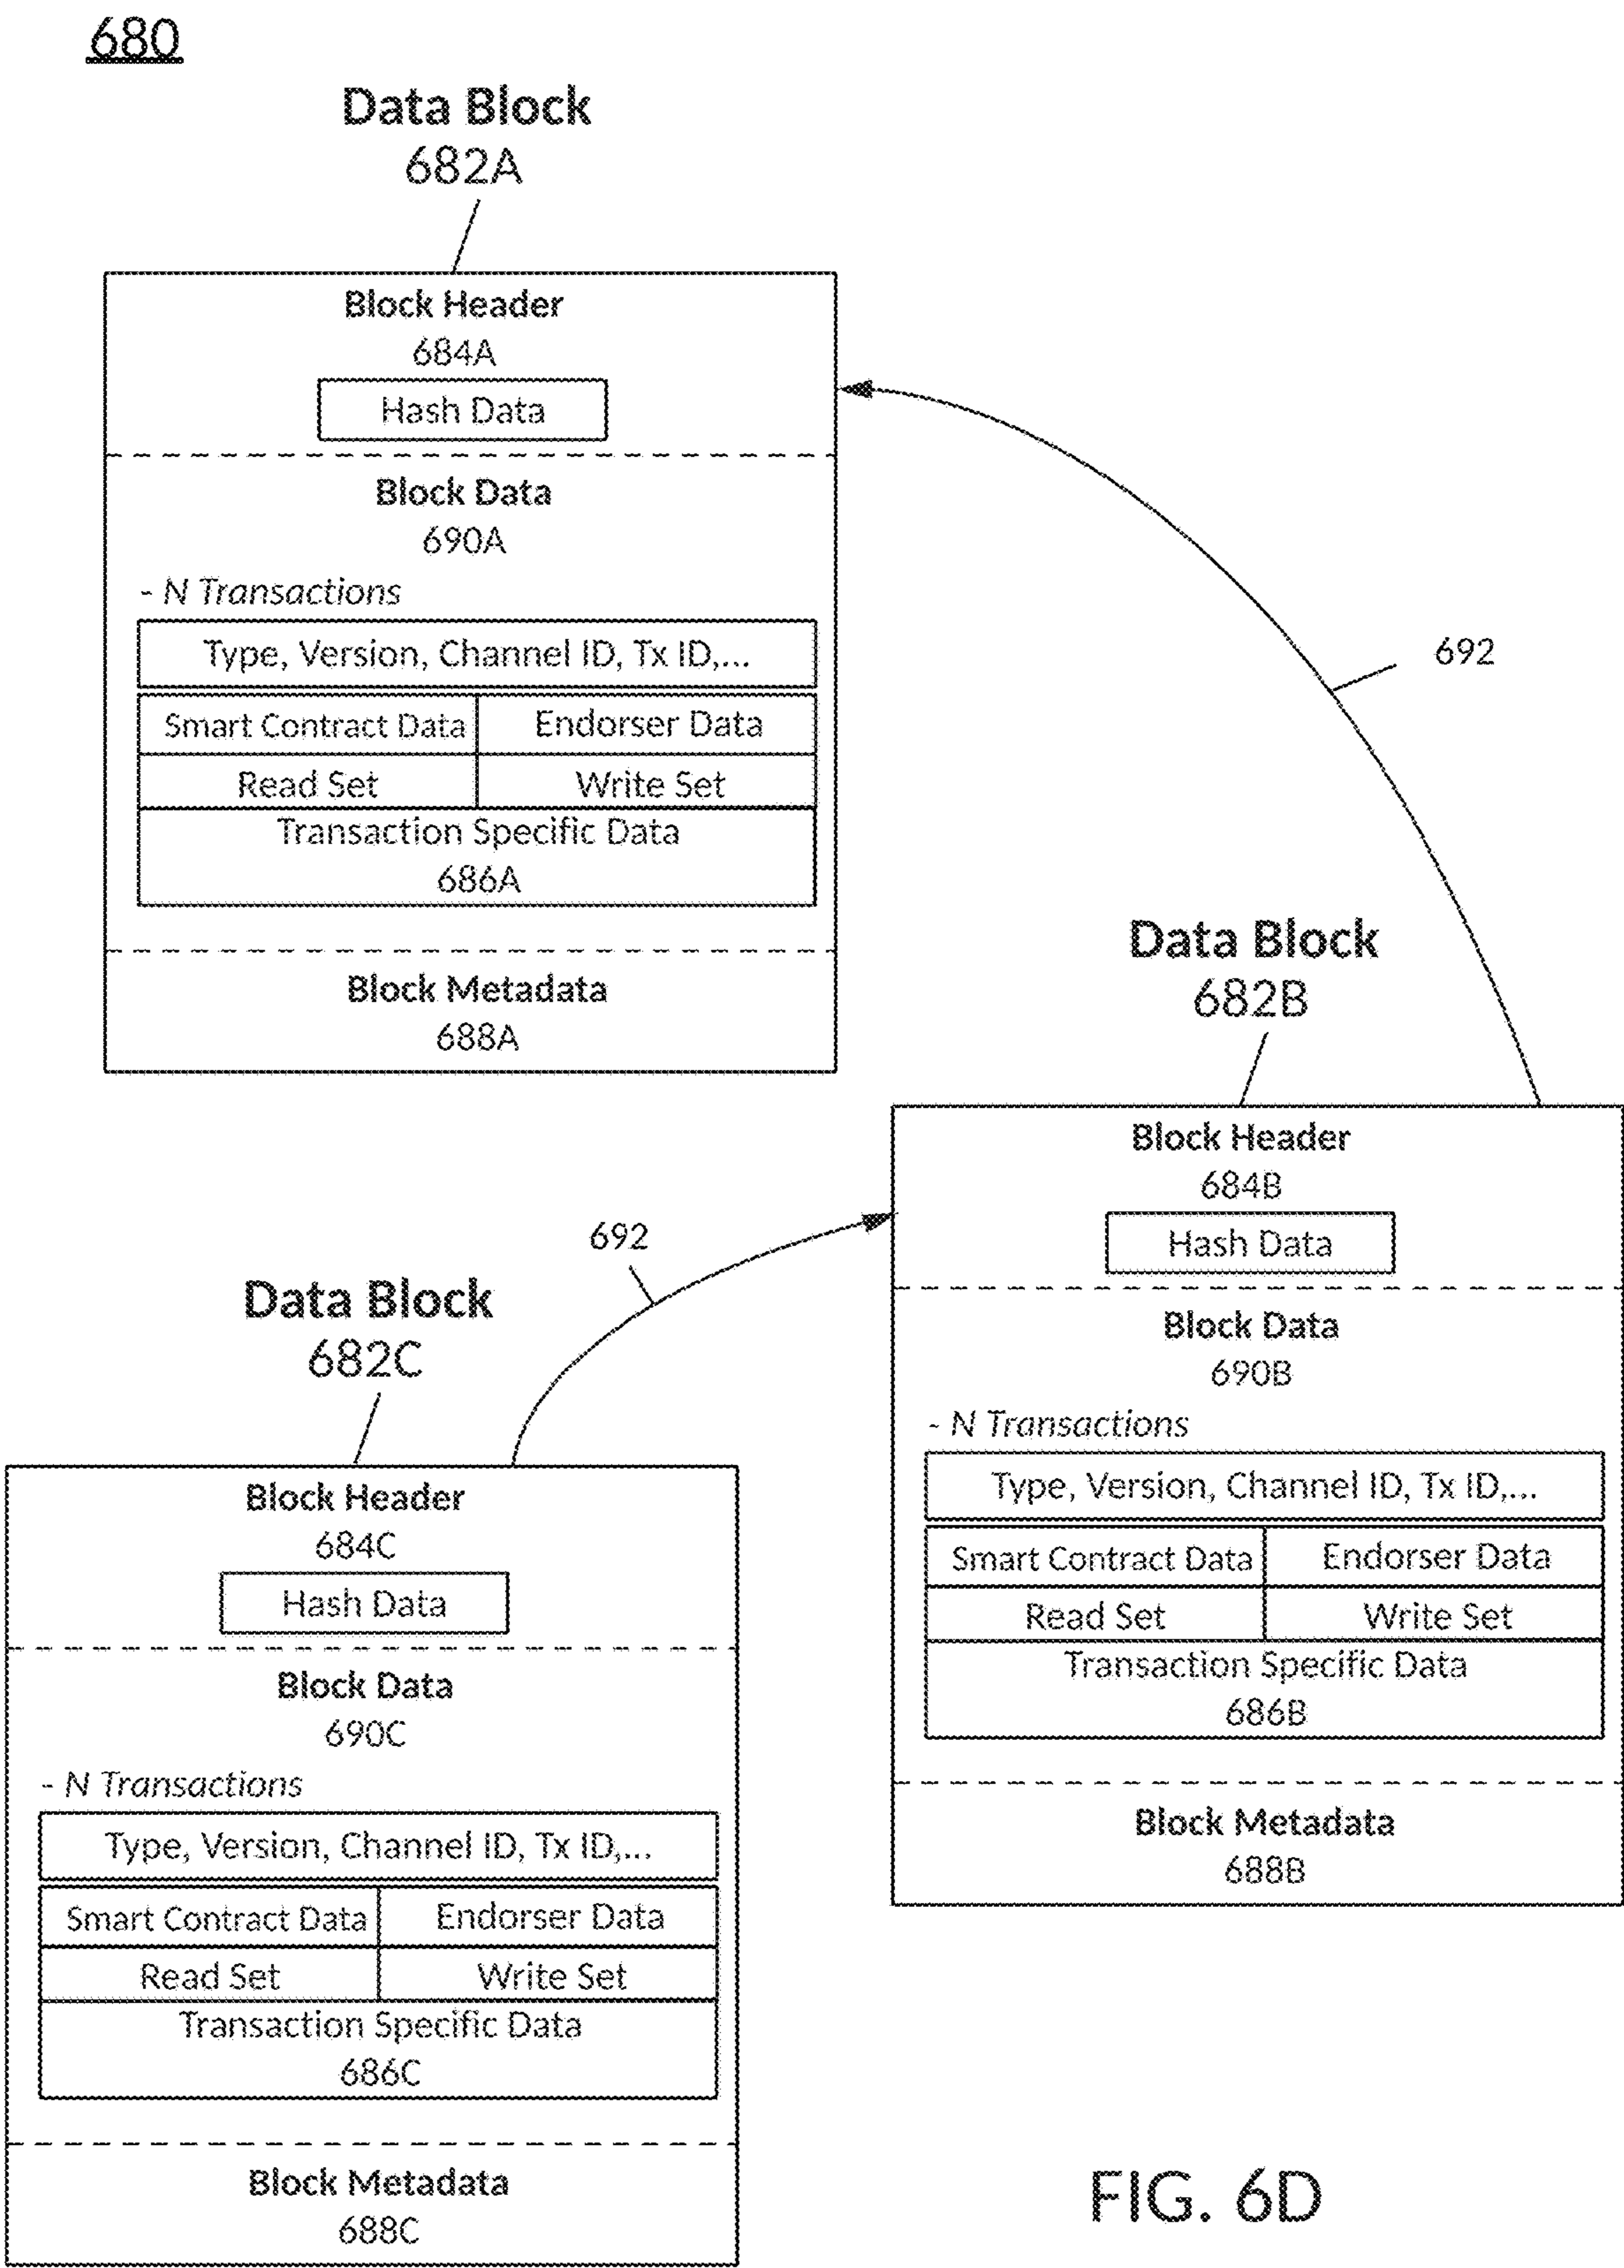 680
Data Block
682A
Block Header
684A
Hash Data
Block Data
690A
- N Transactions
Type, Version, Channel ID, Tx ID,...
Smart Contract Data Endorser Data
Read Set Write Set
Transaction Specific Data
686A
Block Metadata
688A
692
Data Block
682B
Block Header
684B
Hash Data
Block Data
690B
- N Transactions
Type, Version, Channel ID, Tx ID,...
Smart Contract Data Endorser Data
Read Set Write Set
Transaction Specific Data
686B
Block Metadata
688B
692
Data Block
682C
Block Header
684C
Hash Data
Block Data
690C
- N Transactions
Type, Version, Channel ID, Tx ID,...
Smart Contract Data Endorser Data
Read Set Write Set
Transaction Specific Data
686C
Block Metadata
688C
FIG. 6D